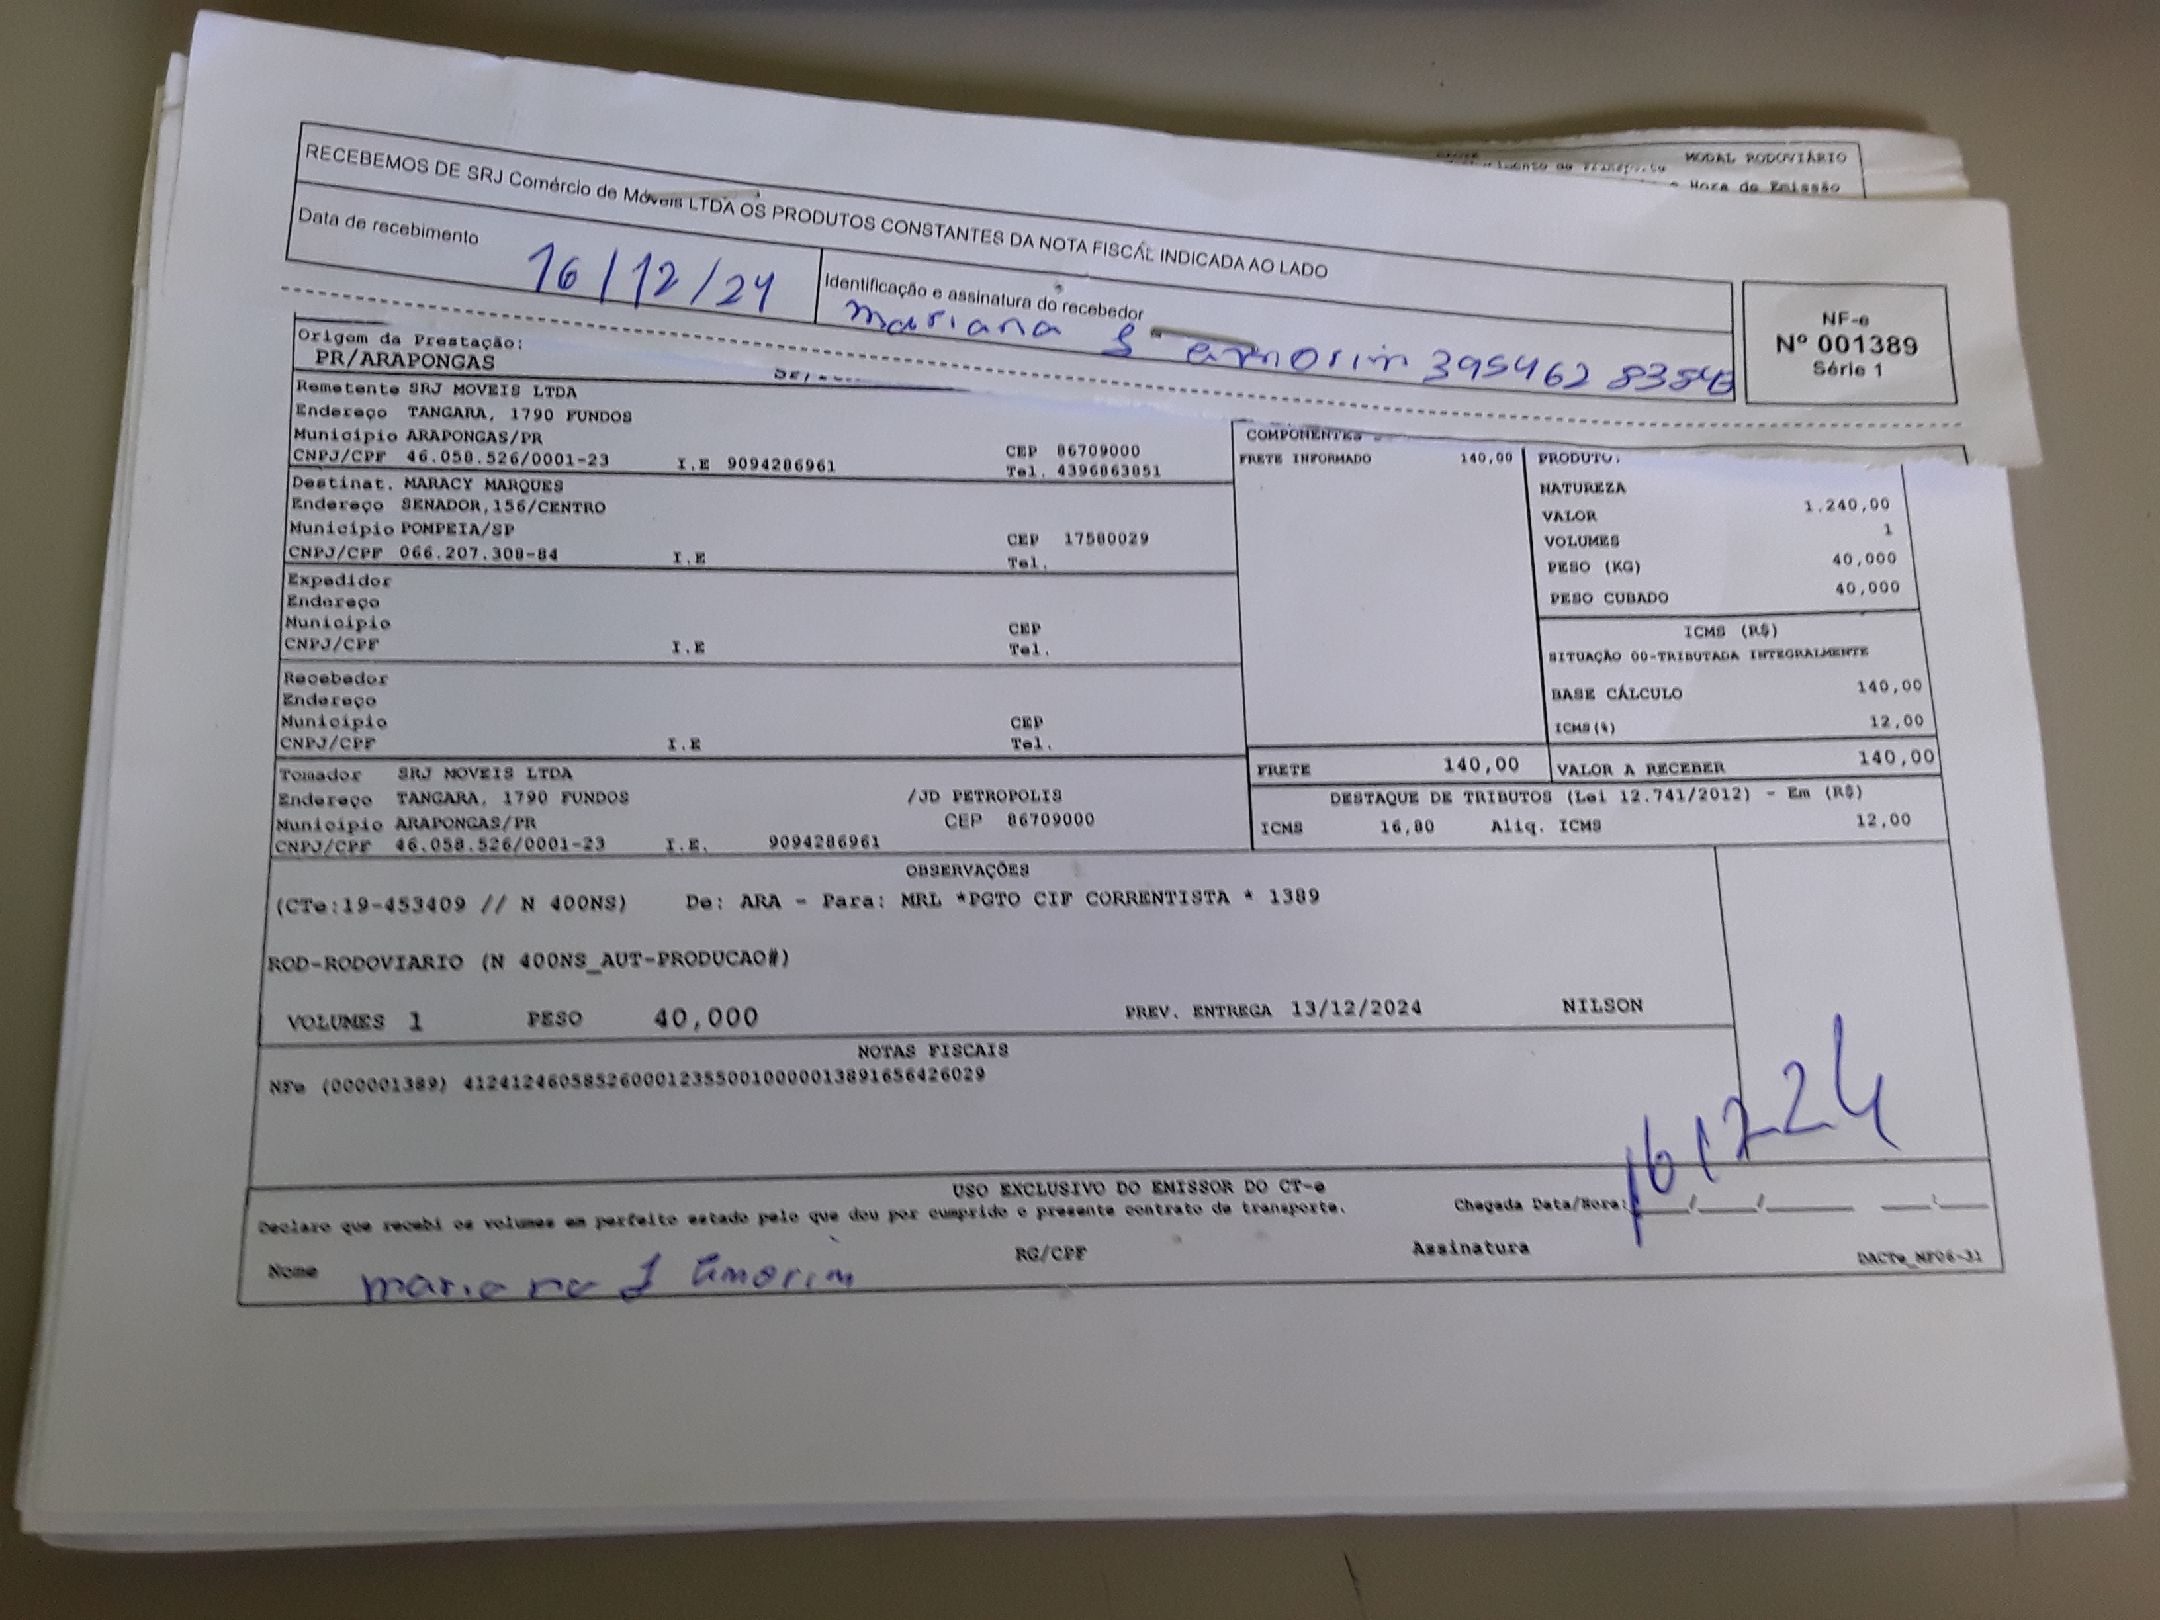 MODAL RODOVIÁRIO
Hora de Emissão
RECEBEMOS DE SRJ Comércio de Móveis LTDA OS PRODUTOS CONSTANTES DA NOTA FISCAL INDICADA AO LADO
Data de recebimento
16/12/24
Identificação e assinatura do recebedor
mariana S amorim
NF-e
Nº 001389
Série 1
Origem da Prestação:
PR/ARAPONGAS
Remetente SRJ MOVEIS LTDA
Endereço TANGARA, 1790 FUNDOS
Município ARAPONGAS/PR CEP 86709000
CNPJ/CPF 46.058.526/0001-23 I.E 9094286961 Tel. 4396863851
Destinat. MARACY MARQUES
Endereço SENADOR,156/CENTRO
Município POMPEIA/SP CEP 17580029
CNPJ/CPF 066.207.308-84 I.E Tel.
Expedidor
Endereço
Município CEP
CNPJ/CPF I.E Tel.
Recebedor
Endereço
Município CEP
CNPJ/CPF I.E Tel.
Tomador SRJ MOVEIS LTDA
Endereço TANGARA, 1790 FUNDOS /JD PETROPOLIS
Município ARAPONGAS/PR CEP 86709000
CNPJ/CPF 46.058.526/0001-23 I.E. 9094286961
COMPONENTES
FRETE INFORMADO 140,00
FRETE 140,00
PRODUTO.
NATUREZA
VALOR 1.240,00
VOLUMES 1
PESO (KG) 40,000
PESO CUBADO 40,000
ICMS (R$)
SITUAÇÃO 00-TRIBUTADA INTEGRALMENTE
BASE CÁLCULO 140,00
ICMS(%) 12,00
VALOR A RECEBER 140,00
DESTAQUE DE TRIBUTOS (Lei 12.741/2012) - Em (R$)
ICMS 16,80 Aliq. ICMS 12,00
OBSERVAÇÕES
(CTe:19-453409 // N 400NS) De: ARA - Para: MRL *PGTO CIF CORRENTISTA * 1389
ROD-RODOVIARIO (N 400NS_AUT-PRODUCAO#)
VOLUMES 1 PESO 40,000 PREV. ENTREGA 13/12/2024 NILSON
NOTAS FISCAIS
NFe (000001389) 41241246058526000123550010000013891656426029
16 12 24
USO EXCLUSIVO DO EMISSOR DO CT-e
Declaro que recebi os volumes em perfeito estado pelo que dou por cumprido o presente contrato de transporte.
Chegada Data/Hora: ___/___/______ ___:___
Nome mariana S Amorim RG/CPF Assinatura
DACTe_NF06-31